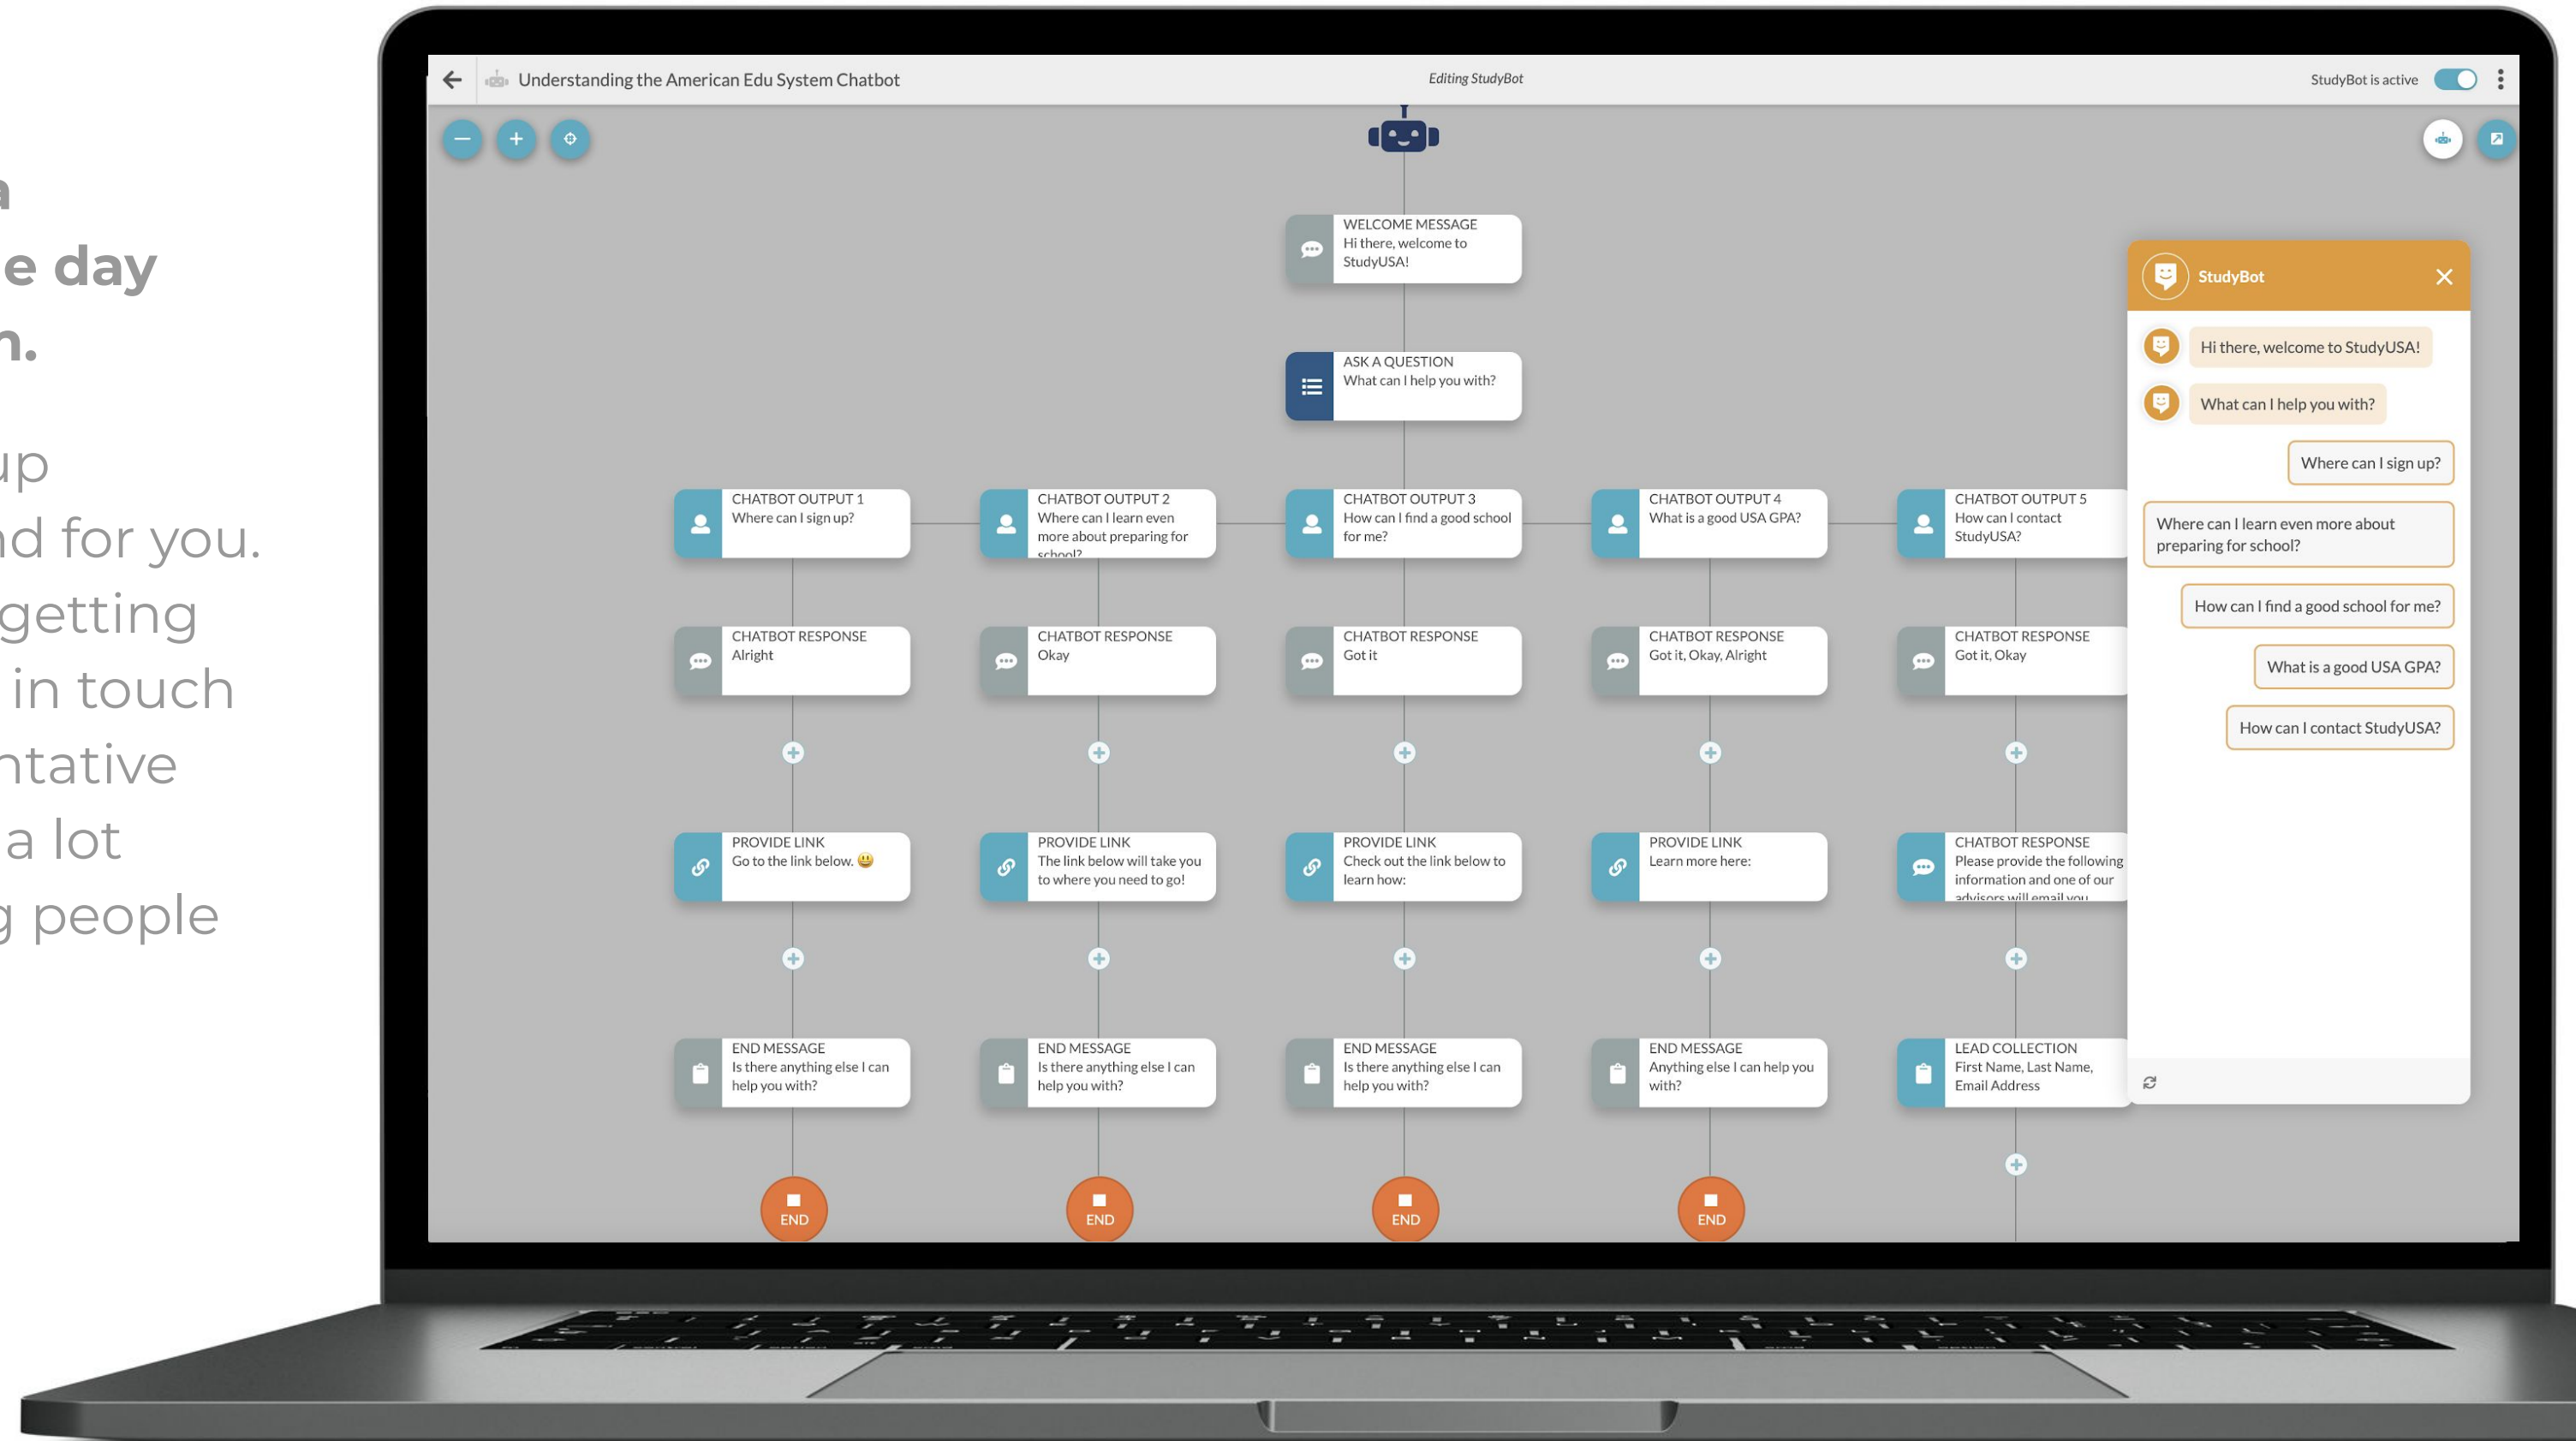 e day
up
for you.
getting
in touch
a lot
people
Understanding the American Edu System Chatbot
Editing StudyBot
StudyBot is active
WELCOME MESSAGE
Hi there, welcome to
StudyUSA!
ASK A QUESTION
What can I help you with?
CHATBOT OUTPUT 1
Where can I sign up?
CHATBOT OUTPUT 2
Where can I learn even
more about preparing for
school?
CHATBOT OUTPUT 3
How can I find a good school
for me?
CHATBOT OUTPUT 4
What is a good USA GPA?
CHATBOT OUTPUT 5
How can I contact
StudyUSA?
CHATBOT RESPONSE
Alright
CHATBOT RESPONSE
Okay
CHATBOT RESPONSE
Got it
CHATBOT RESPONSE
Got it, Okay, Alright
CHATBOT RESPONSE
Got it, Okay
PROVIDE LINK
Go to the link below. 😃
PROVIDE LINK
The link below will take you
to where you need to go!
PROVIDE LINK
Check out the link below to
learn how:
PROVIDE LINK
Learn more here:
CHATBOT RESPONSE
Please provide the following
information and one of our
advisors will email you
END MESSAGE
Is there anything else I can
help you with?
END MESSAGE
Is there anything else I can
help you with?
END MESSAGE
Is there anything else I can
help you with?
END MESSAGE
Anything else I can help you
with?
LEAD COLLECTION
First Name, Last Name,
Email Address
END
END
END
END
StudyBot
Hi there, welcome to StudyUSA!
What can I help you with?
Where can I sign up?
Where can I learn even more about
preparing for school?
How can I find a good school for me?
What is a good USA GPA?
How can I contact StudyUSA?